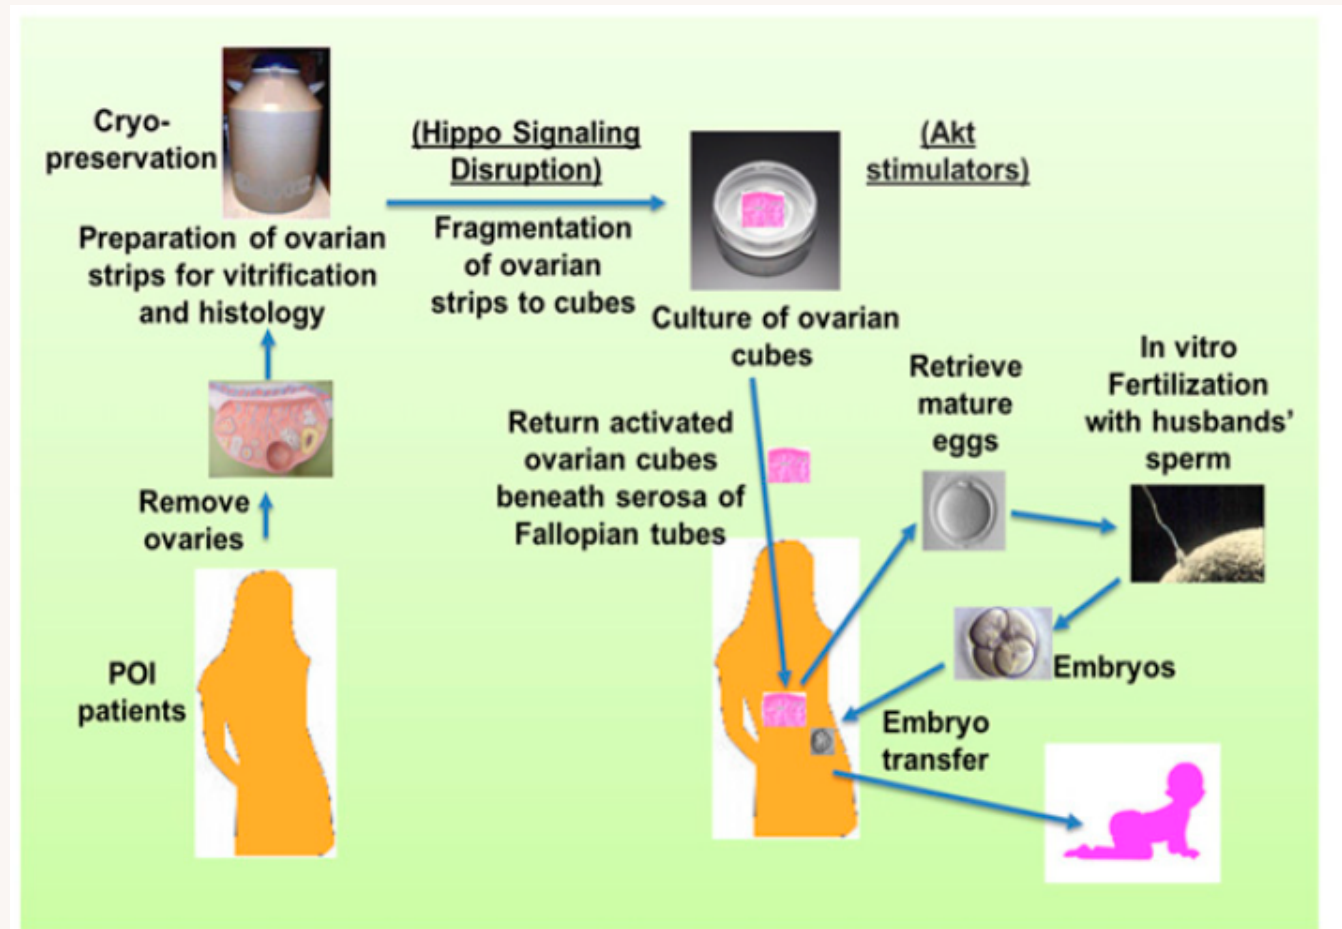 Cryo-
preservation
Preparation of ovarian
strips for vitrification
and histology
Remove
ovaries
POI
patients
(Hippo Signaling
Disruption)
Fragmentation
of ovarian
strips to cubes
(Akt
stimulators)
Culture of ovarian
cubes
Return activated
ovarian cubes
beneath serosa of
Fallopian tubes
Retrieve
mature
eggs
In vitro
Fertilization
with husbands'
sperm
Embryos
Embryo
transfer